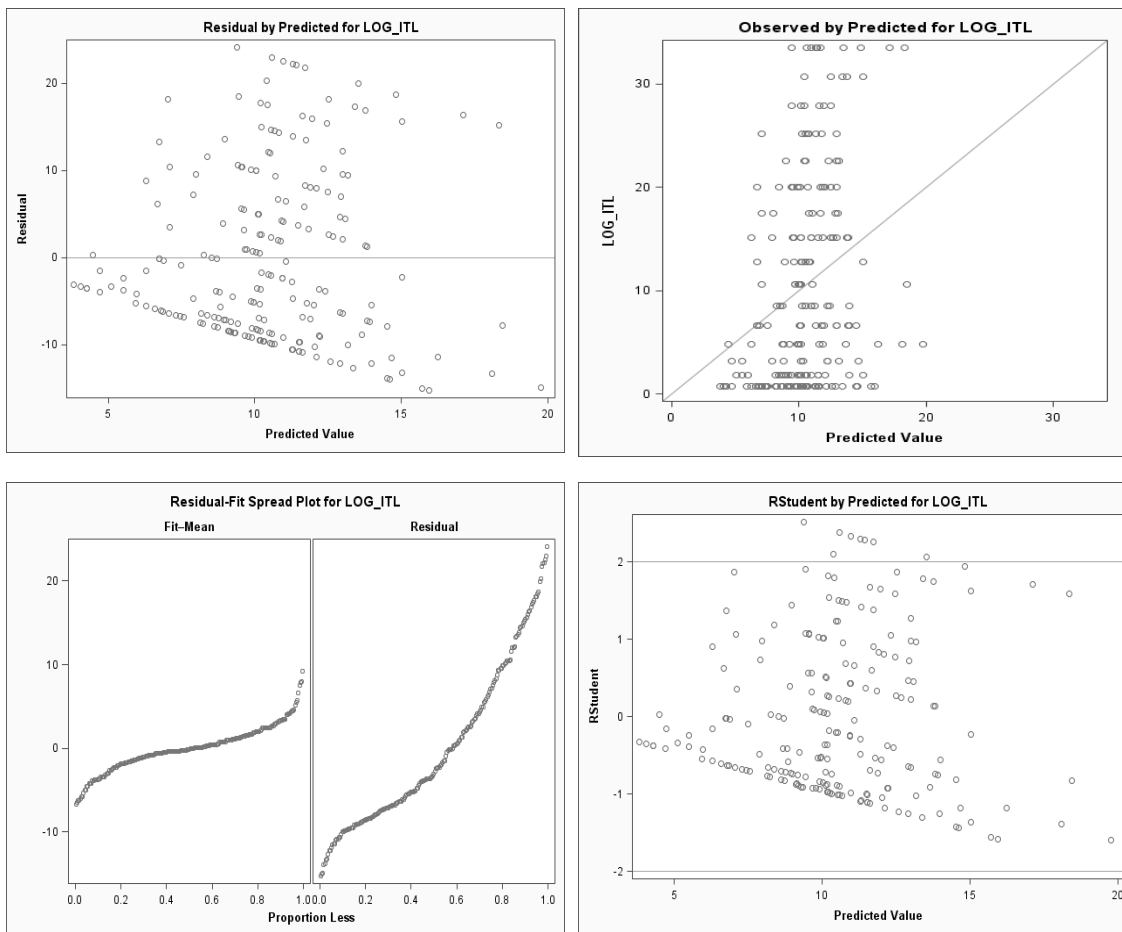 Residual by Predicted for LOG_ITL
20
10
0
-10
Residual
5 10 15 20
Predicted Value
Observed by Predicted for LOG_ITL
30
20
10
0
LOG_ITL
0 10 20 30
Predicted Value
Residual-Fit Spread Plot for LOG_ITL
Fit–Mean Residual
20
10
0
-10
0.0 0.2 0.4 0.6 0.8 1.0 0.0 0.2 0.4 0.6 0.8 1.0
Proportion Less
RStudent by Predicted for LOG_ITL
2
1
0
-1
-2
RStudent
5 10 15 20
Predicted Value